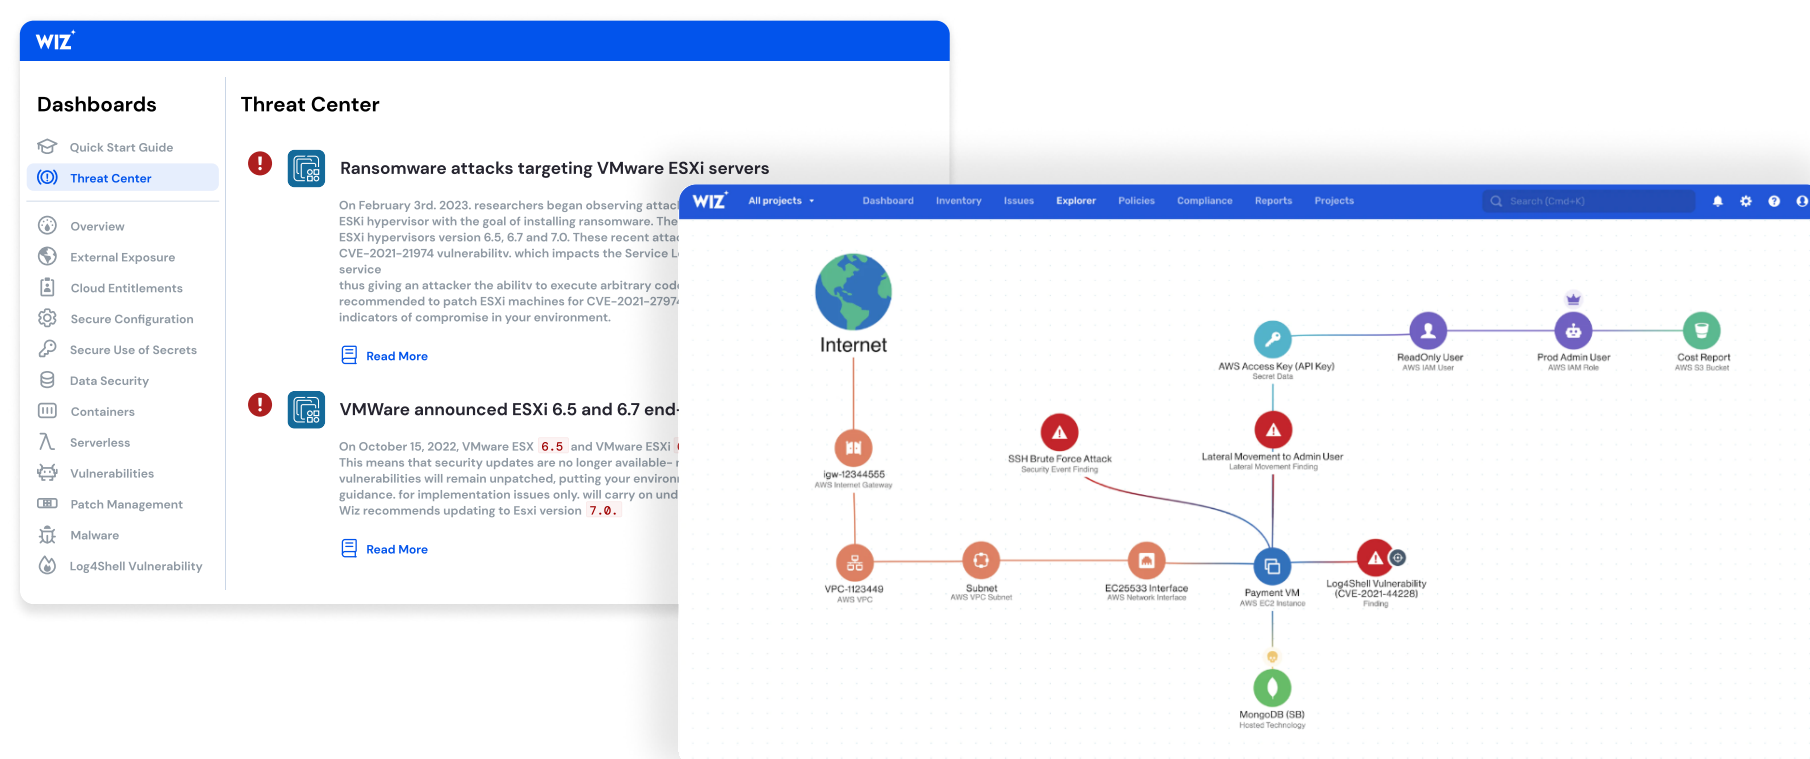 WIZ
Dashboards
Quick Start Guide
Threat Center
Overview
External Exposure
Cloud Entitlements
Secure Configuration
Secure Use of Secrets
Data Security
Containers
Serverless
Vulnerabilities
Patch Management
Malware
Log4Shell Vulnerability
Threat Center
Ransomware attacks targeting VMware ESXi servers
On February 3rd. 2023. researchers began observing attac
ESKi hypervisor with the goal of installing ransomware. The
ESXi hypervisors version 6.5, 6.7 and 7.0. These recent attac
CVE-2021-21974 vulnerability. which impacts the Service L
service
thus giving an attacker the ability to execute arbitrary code
recommended to patch ESXi machines for CVE-2021-27974
indicators of compromise in your environment.
Read More
VMWare announced ESXi 6.5 and 6.7 end-
On October 15, 2022, VMware ESX 6.5 and VMware ESXi
This means that security updates are no longer available-
vulnerabilities will remain unpatched, putting your environm
guidance. for implementation issues only. will carry on und
Wiz recommends updating to Esxi version 7.0.
Read More
WIZ
All projects
Dashboard
Inventory
Issues
Explorer
Policies
Compliance
Reports
Projects
Search (Cmd+K)
Internet
igw-12344555
AWS Internet Gateway
VPC-1123449
AWS VPC
Subnet
AWS VPC Subnet
EC25533 Interface
AWS Network Interface
SSH Brute Force Attack
Security Event Finding
AWS Access Key (API Key)
Secret Data
ReadOnly User
AWS IAM User
Prod Admin User
AWS IAM Role
Cost Report
AWS S3 Bucket
Lateral Movement to Admin User
Lateral Movement Finding
Payment VM
AWS EC2 Instance
Log4Shell Vulnerability
(CVE-2021-44228)
Finding
MongoDB (SB)
Hosted Technology